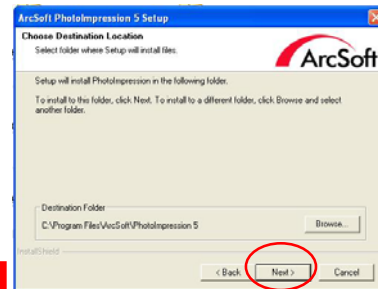 ArcSoft PhotoImpression 5 Setup
Choose Destination Location
Select folder where Setup will install files.
ArcSoft
Setup will install PhotoImpression in the following folder.
To install to this folder, click Next. To install to a different folder, click Browse and select
another folder.
Destination Folder
C:\Program Files\ArcSoft\PhotoImpression 5
Browse...
InstallShield
< Back
Next >
Cancel